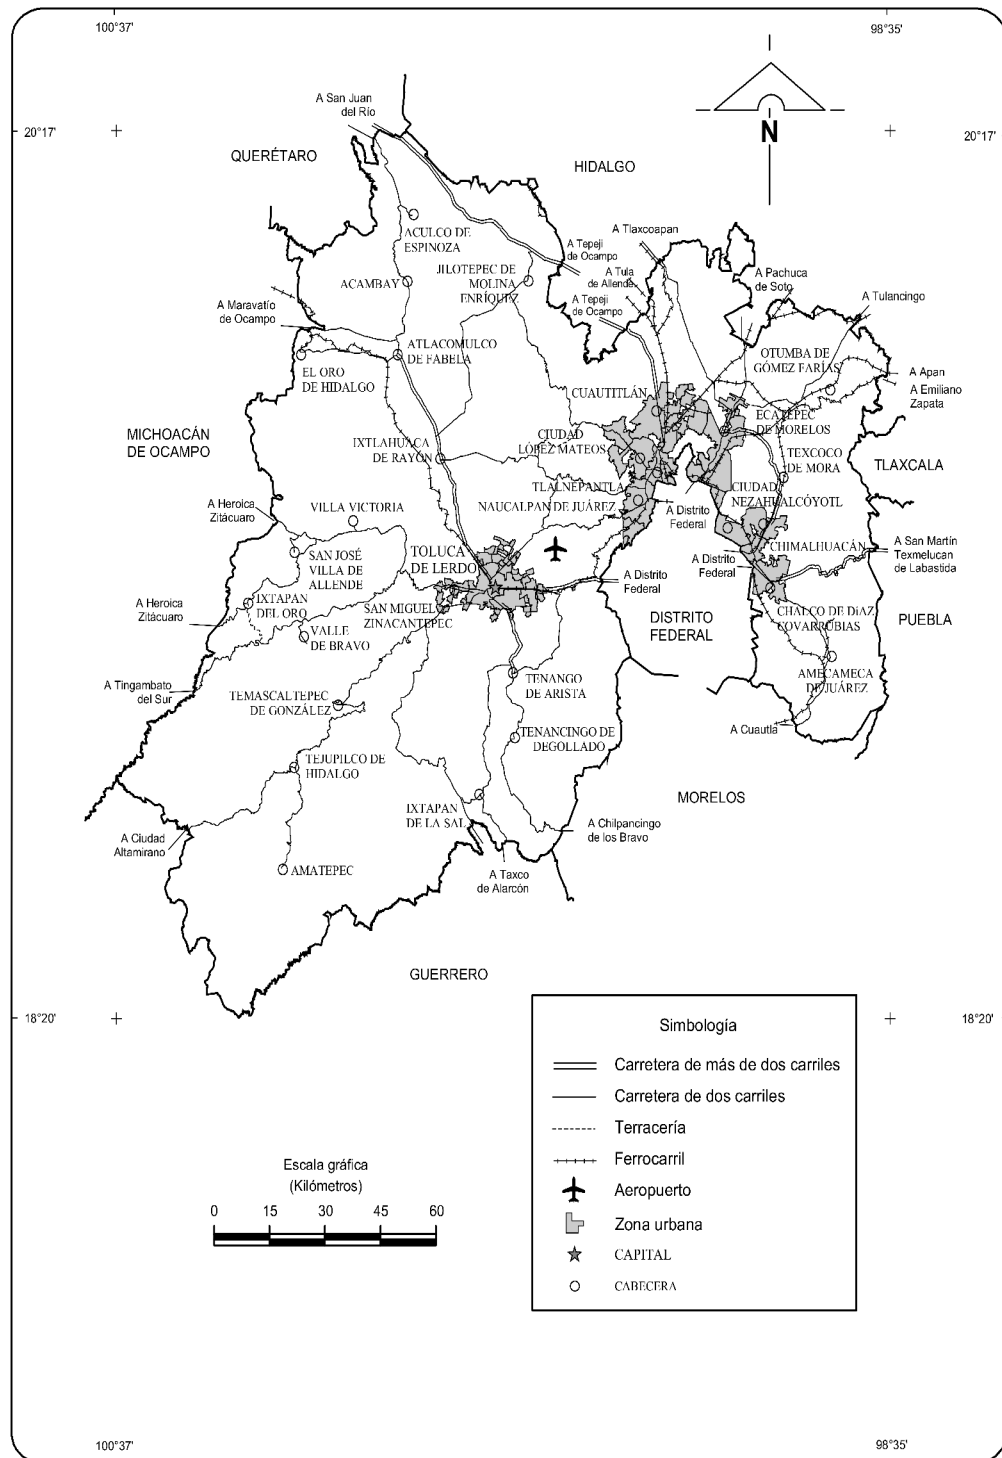 100°37'
98°35'
20°17'
20°17'
A San Juan
del Río
QUERÉTARO
HIDALGO
N
ACULCO DE
ESPINOZA
A Tepeji
de Ocampo
A Tlaxcoapan
A Tula
de Allende
A Tepeji
de Ocampo
A Pachuca
de Soto
A Tulancingo
ACAMBAY
JILOTEPEC DE
MOLINA
ENRÍQUEZ
A Maravatío
de Ocampo
ATLACOMULCO
DE FABELA
EL ORO
DE HIDALGO
OTUMBA DE
GÓMEZ FARÍAS
A Apan
A Emiliano
Zapata
CUAUTITLÁN
ECATEPEC
DE MORELOS
MICHOACÁN
DE OCAMPO
IXTLAHUACA
DE RAYÓN
CIUDAD
LÓPEZ MATEOS
TEXCOCO
DE MORA
TLAXCALA
TLALNEPANTLA
CIUDAD
NEZAHUALCÓYOTL
NAUCALPAN DE JUÁREZ
A Heroica
Zitácuaro
VILLA VICTORIA
A Distrito
Federal
CHIMALHUACÁN
A San Martín
Texmelucan
de Labastida
SAN JOSÉ
VILLA DE
ALLENDE
TOLUCA
DE LERDO
A Distrito
Federal
A Distrito
Federal
IXTAPAN
DEL ORO
A Heroica
Zitácuaro
SAN MIGUEL
ZINACANTEPEC
DISTRITO
FEDERAL
CHALCO DE DíAZ
COVARRUBIAS
PUEBLA
VALLE
DE BRAVO
A Tingambato
del Sur
TENANGO
DE ARISTA
AMECAMECA
DE JUÁREZ
TEMASCALTEPEC
DE GONZÁLEZ
A Cuautla
TENANCINGO DE
DEGOLLADO
TEJUPILCO DE
HIDALGO
MORELOS
IXTAPAN
DE LA SAL
A Chilpancingo
de los Bravo
A Ciudad
Altamirano
AMATEPEC
A Taxco
de Alarcón
GUERRERO
18°20'
18°20'
Simbología
Carretera de más de dos carriles
Carretera de dos carriles
Terracería
Ferrocarril
Aeropuerto
Zona urbana
CAPITAL
CABECERA
Escala gráfica
(Kilómetros)
0 15 30 45 60
100°37'
98°35'